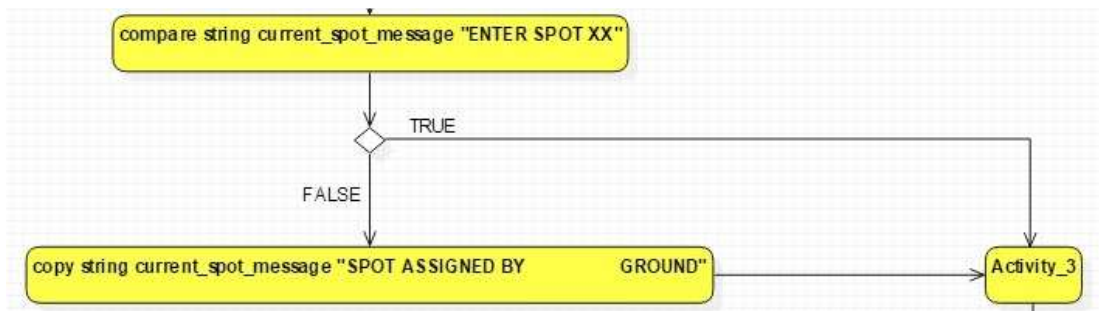 compare string current_spot_message "ENTER SPOT XX"
TRUE
FALSE
copy string current_spot_message "SPOT ASSIGNED BY GROUND"
Activity_3